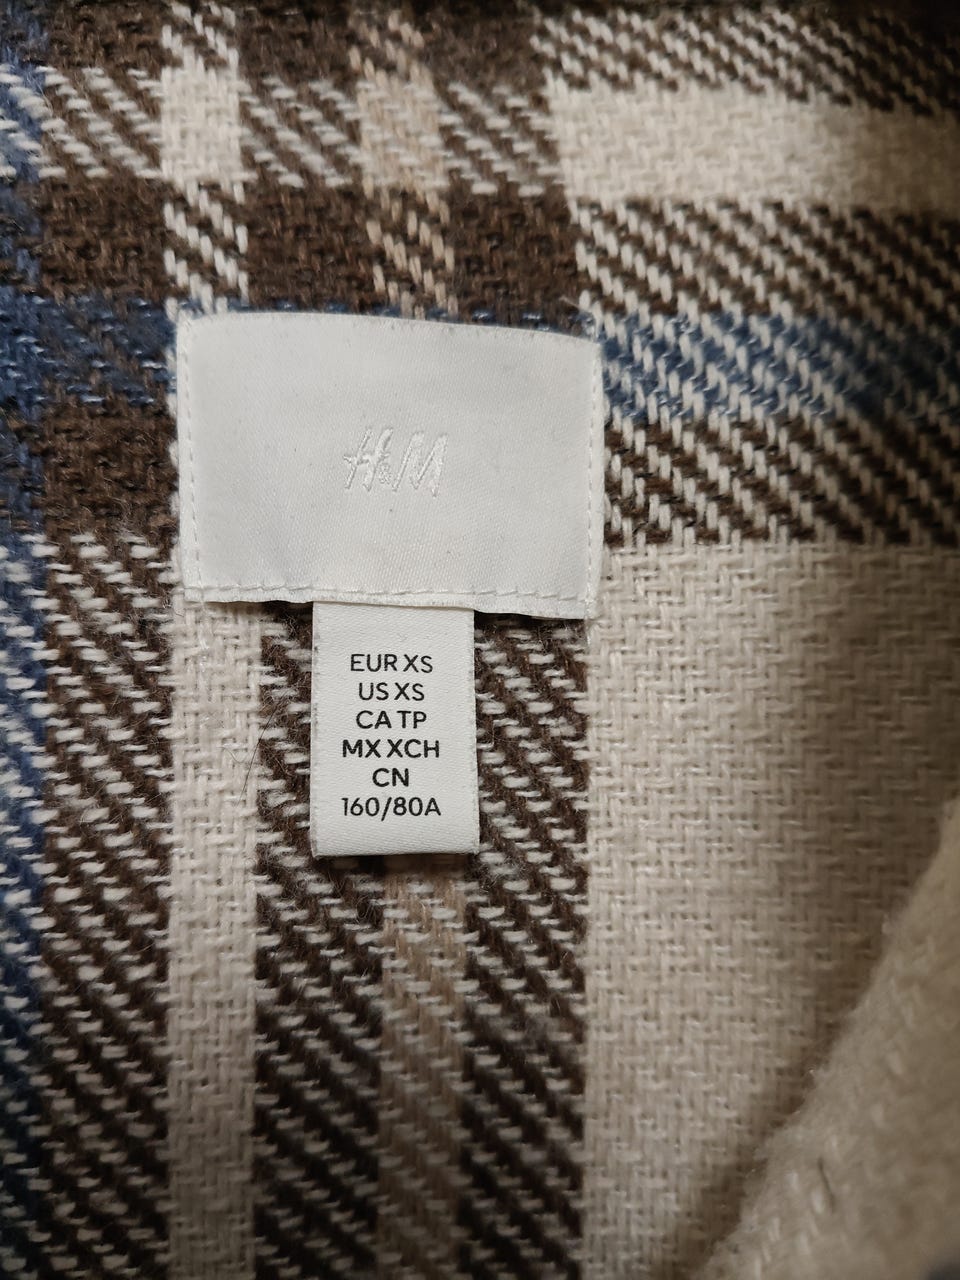 H&M
EUR XS
US XS
CA TP
MX XCH
CN
160/80A